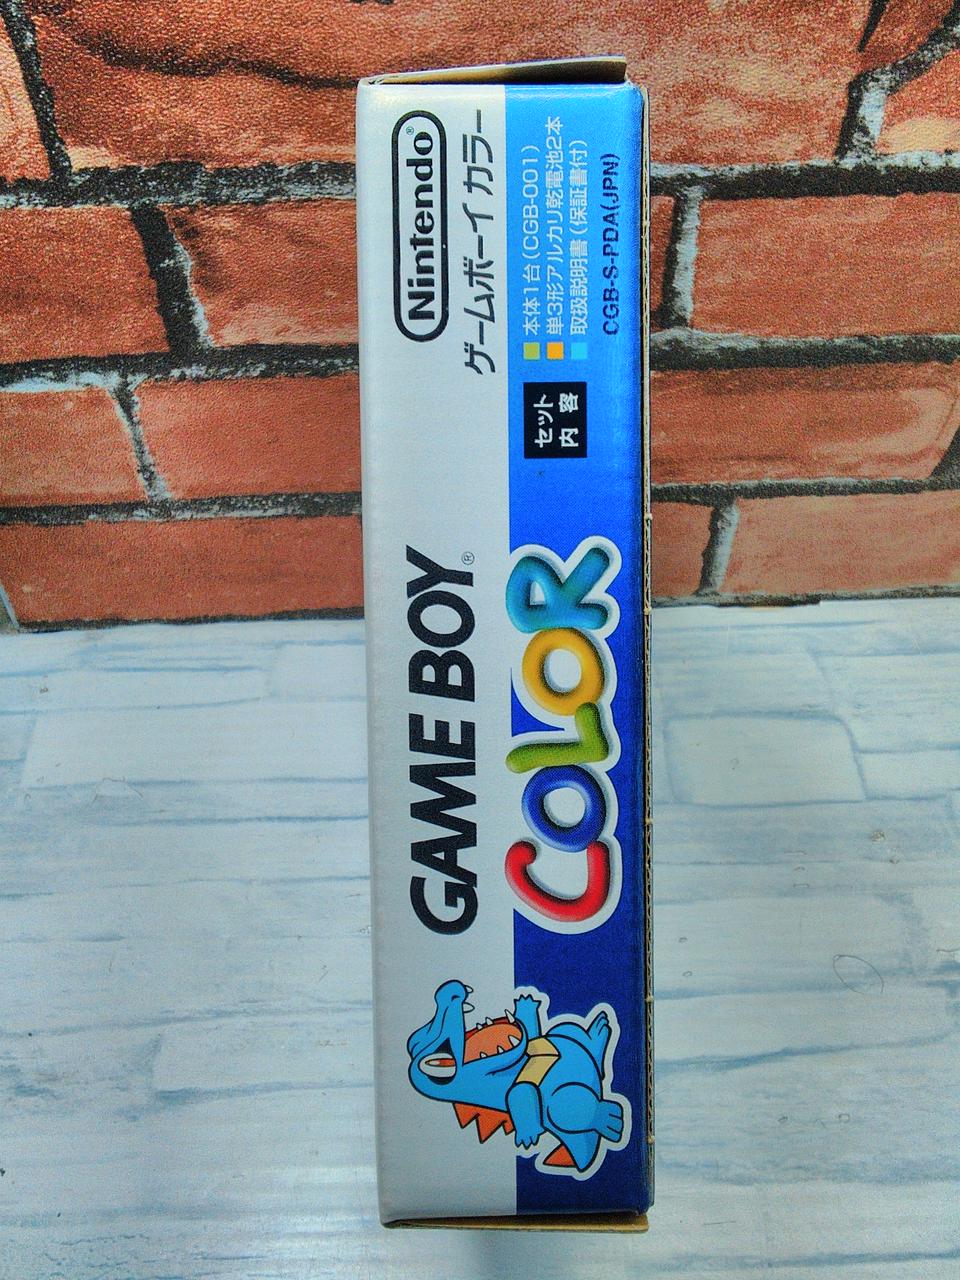 GAME BOY®
COLOR
Nintendo®
ゲームボーイ カラー
セット
内容
本体1台(CGB-001)
単3形アルカリ乾電池2本
取扱説明書(保証書付)
CGB-S-PDA(JPN)